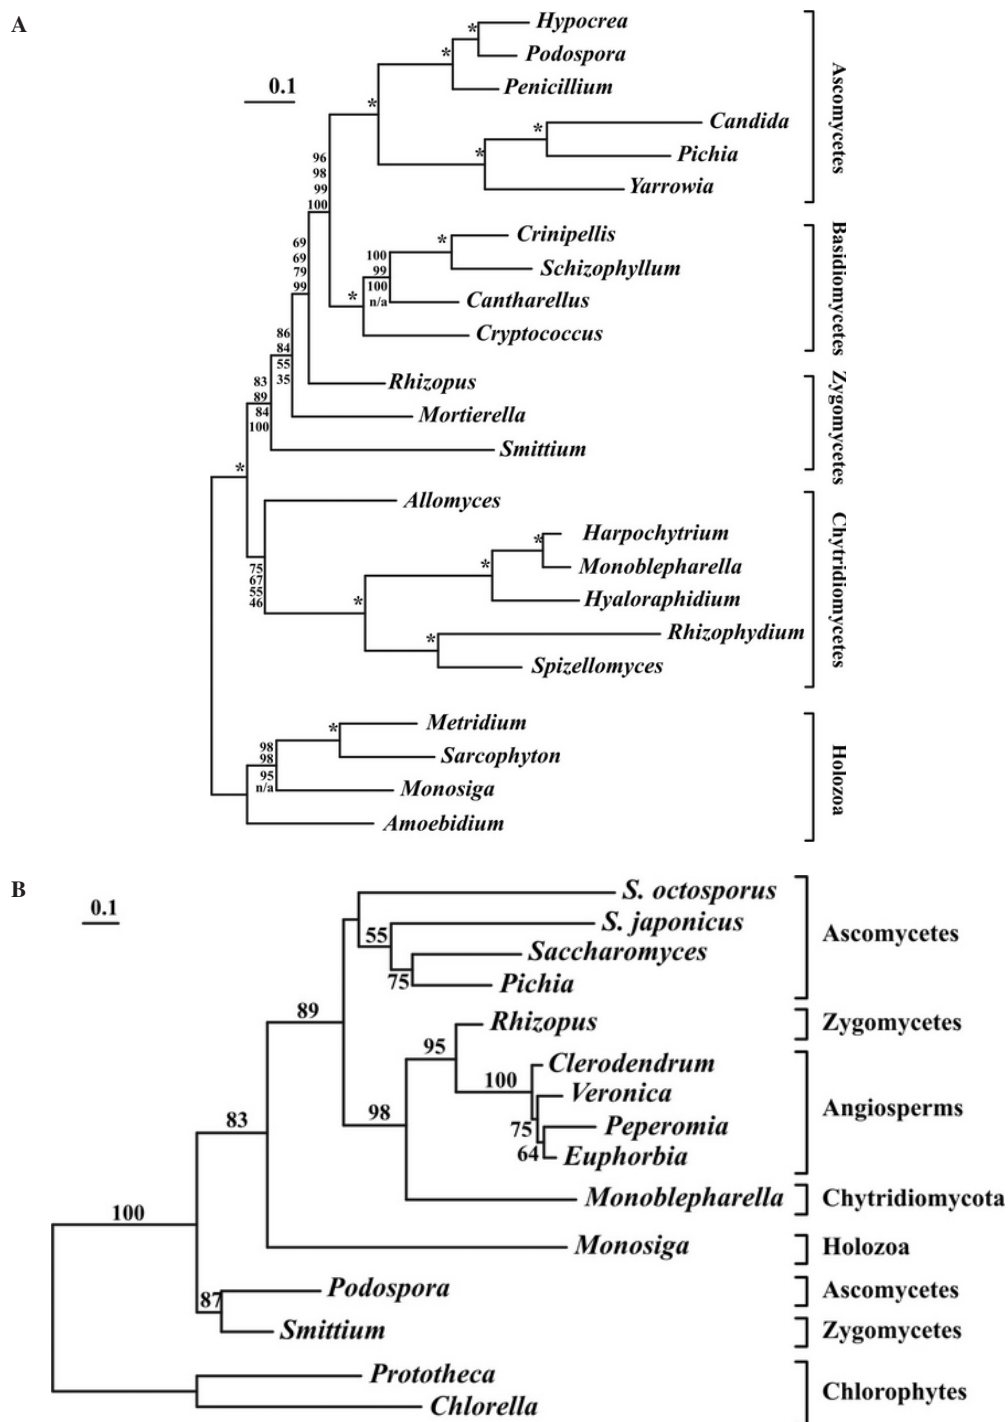 A
0.1
Hypocrea
Podospora
Penicillium
Candida
Pichia
Yarrowia
Crinipellis
Schizophyllum
Cantharellus
Cryptococcus
Rhizopus
Mortierella
Smittium
Allomyces
Harpochytrium
Monoblepharella
Hyaloraphidium
Rhizophydium
Spizellomyces
Metridium
Sarcophyton
Monosiga
Amoebidium
*
*
*
*
*
96
98
99
100
*
100
99
100
n/a
*
69
69
79
99
86
84
55
35
83
89
84
100
*
75
67
55
46
*
*
*
*
*
98
98
95
n/a
Ascomycetes
Basidiomycetes
Zygomycetes
Chytridiomycetes
Holozoa
B
0.1
S. octosporus
S. japonicus
Saccharomyces
Pichia
Rhizopus
Clerodendrum
Veronica
Peperomia
Euphorbia
Monoblepharella
Monosiga
Podospora
Smittium
Prototheca
Chlorella
55
75
89
95
100
75
64
98
83
100
87
Ascomycetes
Zygomycetes
Angiosperms
Chytridiomycota
Holozoa
Ascomycetes
Zygomycetes
Chlorophytes